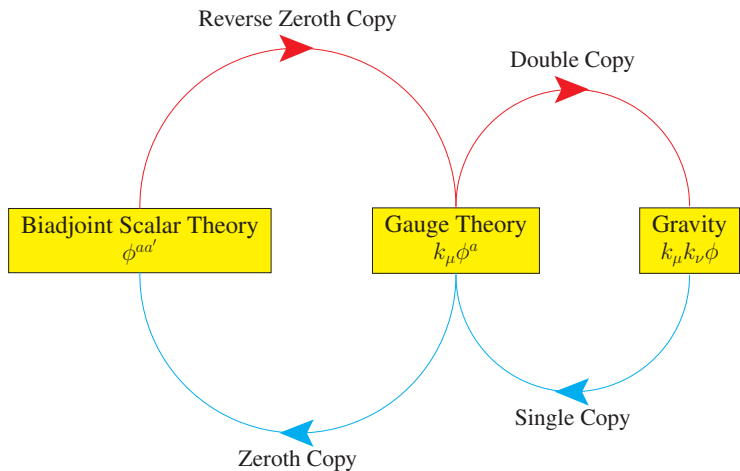 Reverse Zeroth Copy
Double Copy
Biadjoint Scalar Theory
$\phi^{aa'}$
Gauge Theory
$k_\mu \phi^a$
Gravity
$k_\mu k_\nu \phi$
Single Copy
Zeroth Copy